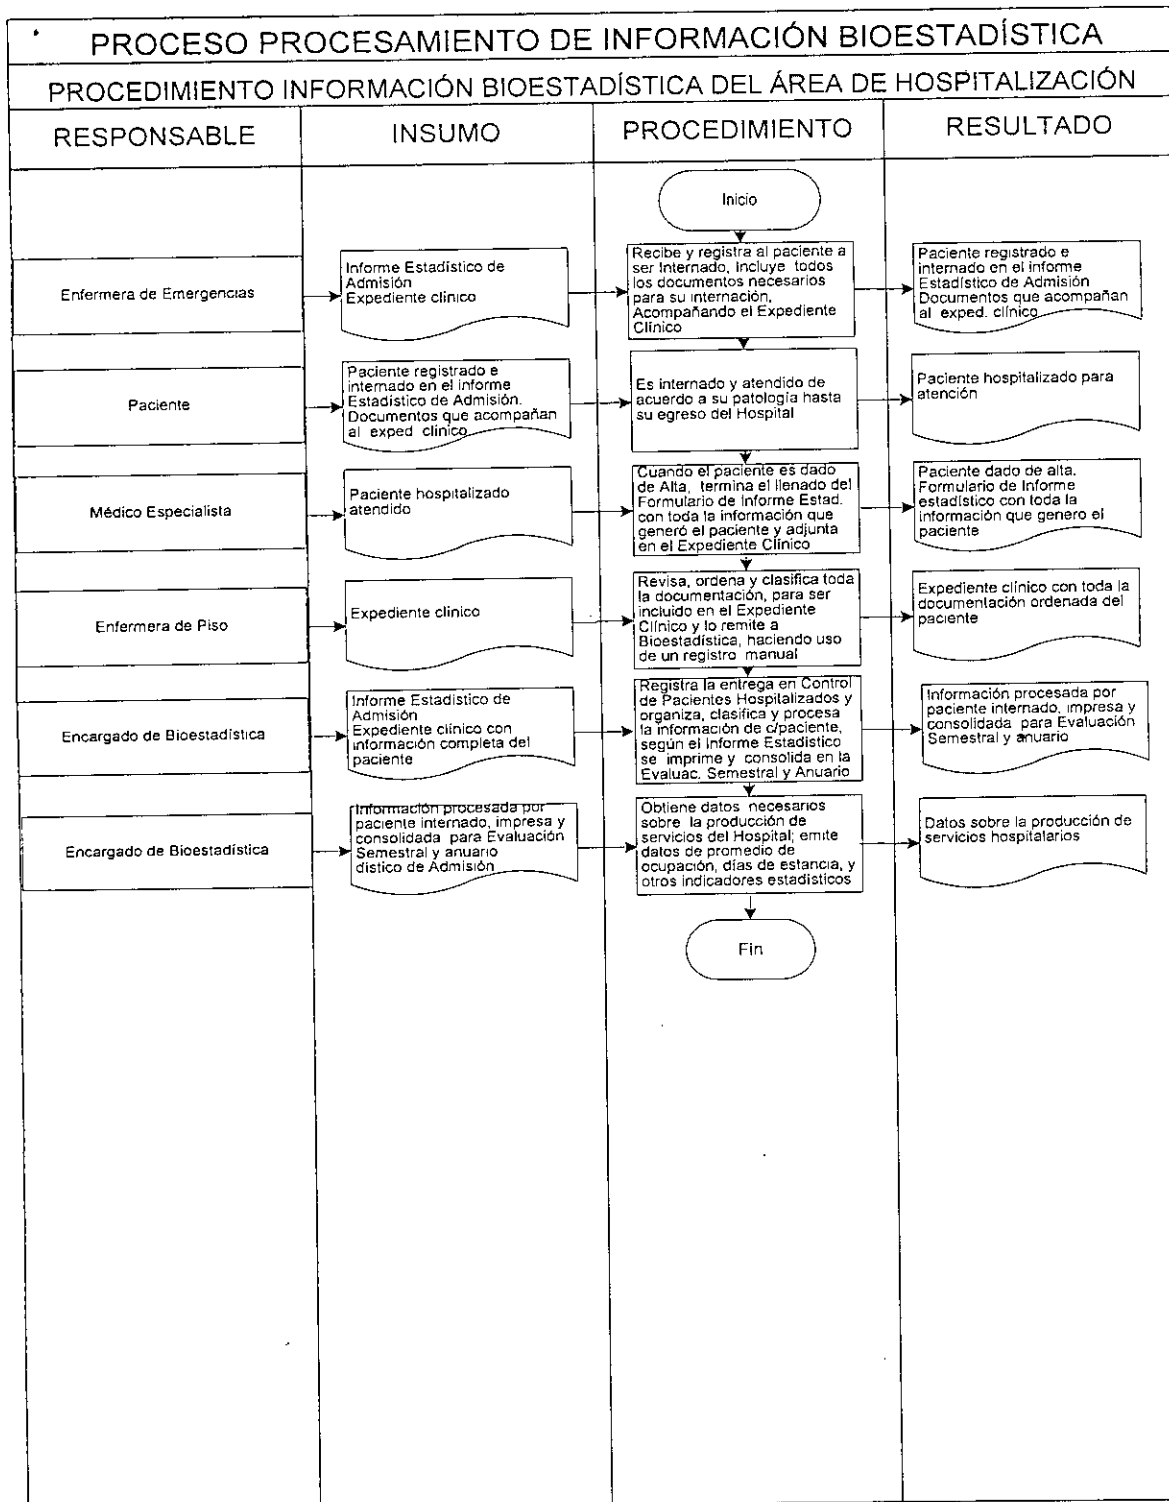 PROCESO PROCESAMIENTO DE INFORMACIÓN BIOESTADÍSTICA
PROCEDIMIENTO INFORMACIÓN BIOESTADÍSTICA DEL ÁREA DE HOSPITALIZACIÓN
RESPONSABLE
INSUMO
PROCEDIMIENTO
RESULTADO
Inicio
Enfermera de Emergencias
Informe Estadístico de
Admisión
Expediente clinico
Recibe y registra al paciente a
ser Internado, Incluye todos
los documentos necesarios
para su internación,
Acompañando el Expediente
Clínico
Paciente registrado e
internado en el informe
Estadístico de Admisión
Documentos que acompañan
al exped. clínico
Paciente
Paciente registrado e
internado en el informe
Estadístico de Admisión.
Documentos que acompañan
al exped clinico
Es internado y atendido de
acuerdo a su patología hasta
su egreso del Hospital
Paciente hospitalizado para
atención
Médico Especialista
Paciente hospitalizado
atendido
Cuando el paciente es dado
de Alta, termina el llenado del
Formulario de Informe Estad.
con toda la información que
generó el paciente y adjunta
en el Expediente Clínico
Paciente dado de alta.
Formulario de Informe
estadístico con toda la
información que genero el
paciente
Enfermera de Piso
Expediente clínico
Revisa, ordena y clasifica toda
la documentación, para ser
incluido en el Expediente
Clínico y lo remite a
Bioestadística, haciendo uso
de un registro manual
Expediente clínico con toda la
documentación ordenada del
paciente
Encargado de Bioestadística
Informe Estadístico de
Admisión
Expediente clínico con
información completa del
paciente
Registra la entrega en Control
de Pacientes Hospitalizados y
organiza, clasifica y procesa
la información de c/paciente,
según el Informe Estadístico
se imprime y consolida en la
Evaluac. Semestral y Anuario
Información procesada por
paciente internado, impresa y
consolidada para Evaluación
Semestral y anuario
Encargado de Bioestadística
Información procesada por
paciente internado, impresa y
consolidada para Evaluación
Semestral y anuario
distico de Admisión
Obtiene datos necesarios
sobre la producción de
servicios del Hospital; emite
datos de promedio de
ocupación, días de estancia, y
otros indicadores estadísticos
Datos sobre la producción de
servicios hospitalarios
Fin